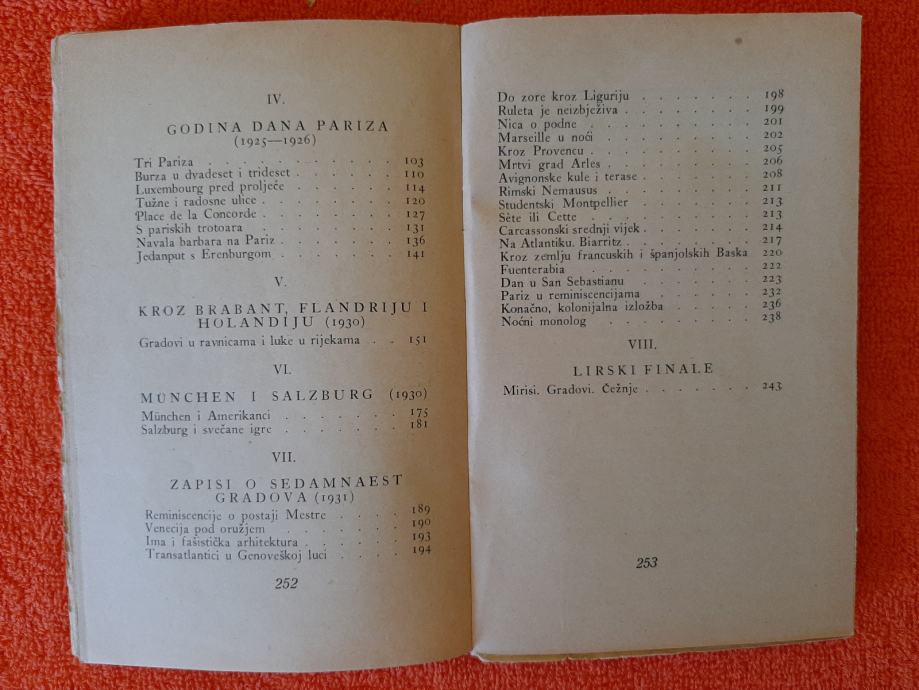 IV.
GODINA DANA PARIZA
(1925—1926)
Tri Pariza . . . . . . . . . . . 103
Burza u dvadeset i trideset . . . . . . 110
Luxembourg pred proljeće . . . . . . 114
Tužne i radosne ulice . . . . . . . 120
Place de la Concorde . . . . . . . 127
S pariskih trotoara . . . . . . . . 131
Navala barbara na Pariz . . . . . . 136
Jedanput s Erenburgom . . . . . . 141
V.
KROZ BRABANT, FLANDRIJU I
HOLANDIJU (1930)
Gradovi u ravnicama i luke u rijekama . . 151
VI.
MÜNCHEN I SALZBURG (1930)
München i Amerikanci . . . . . . 175
Salzburg i svečane igre . . . . . . 181
VII.
ZAPISI O SEDAMNAEST
GRADOVA (1931)
Reminiscencije o postaji Mestre . . . . 189
Venecija pod oružjem . . . . . . . 190
Ima i fašistička arhitektura . . . . . 193
Transatlantici u Genoveškoj luci . . . . 194
252
Do zore kroz Liguriju . . . . . . . 198
Ruleta je neizbježiva . . . . . . . 199
Nica o podne . . . . . . . . . 201
Marseille u noći . . . . . . . . 202
Kroz Provencu . . . . . . . . . 205
Mrtvi grad Arles . . . . . . . . 206
Avignonske kule i terase . . . . . . 208
Rimski Nemausus . . . . . . . . 211
Studentski Montpellier . . . . . . . 213
Sète ili Cette . . . . . . . . . 213
Carcassonski srednji vijek . . . . . . 214
Na Atlantiku. Biarritz . . . . . . . 217
Kroz zemlju francuskih i španjolskih Baska 220
Fuenterabia . . . . . . . . . . 222
Dan u San Sebastianu . . . . . . . 223
Pariz u reminiscencijama . . . . . . 232
Konačno, kolonijalna izložba . . . . . 236
Noćni monolog . . . . . . . . 238
VIII.
LIRSKI FINALE
Mirisi. Gradovi. Čežnje . . . . . . 243
253